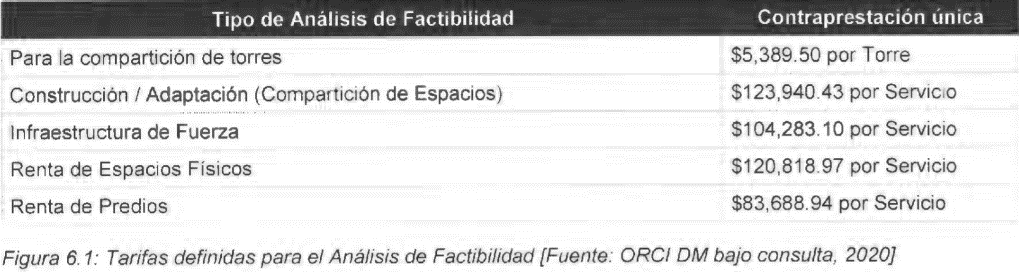 Tipo de Análisis de Factibilidad Contraprestación única
Para la compartición de torres $5,389.50 por Torre
Construcción / Adaptación (Compartición de Espacios) $123,940.43 por Servicio
Infraestructura de Fuerza $104,283.10 por Servicio
Renta de Espacios Físicos $120,818.97 por Servicio
Renta de Predios $83,688.94 por Servicio
Figura 6.1: Tarifas definidas para el Análisis de Factibilidad [Fuente: ORCI DM bajo consulta, 2020]